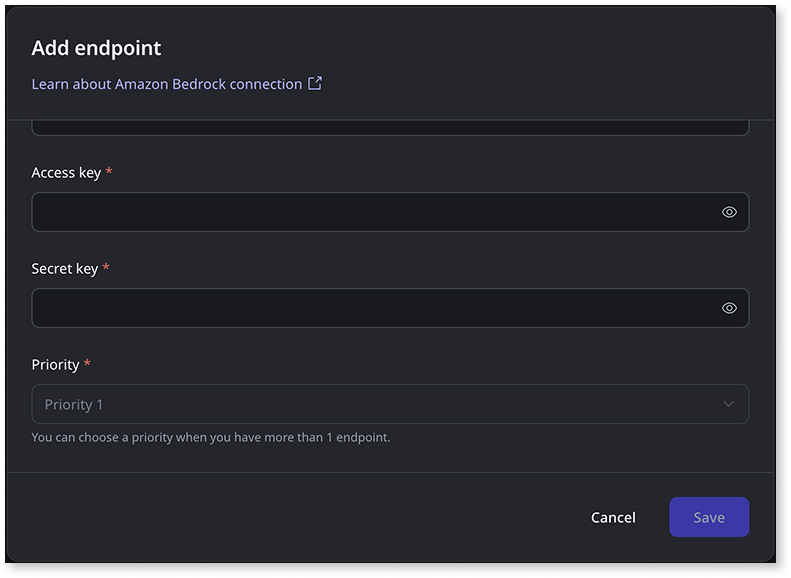 Add endpoint
Learn about Amazon Bedrock connection
Access key *
Secret key *
Priority *
Priority 1
You can choose a priority when you have more than 1 endpoint.
Cancel
Save